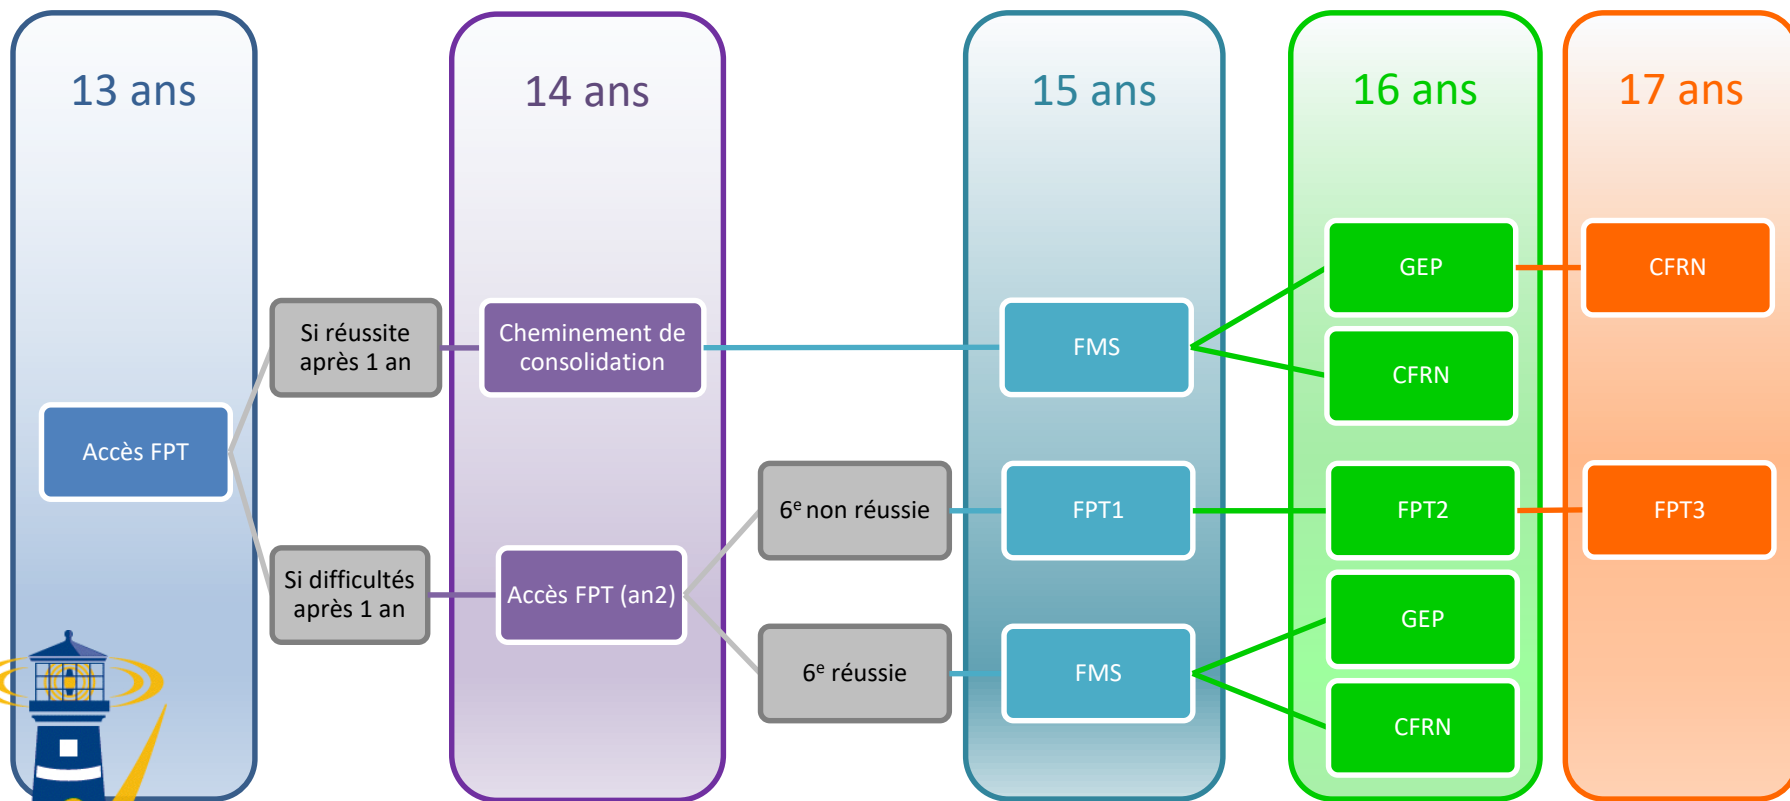 13 ans
14 ans
15 ans
16 ans
17 ans
Accès FPT
Si réussite
après 1 an
Cheminement de
consolidation
FMS
GEP
CFRN
CFRN
Si difficultés
après 1 an
Accès FPT (an2)
6e non réussie
FPT1
FPT2
FPT3
6e réussie
FMS
GEP
CFRN